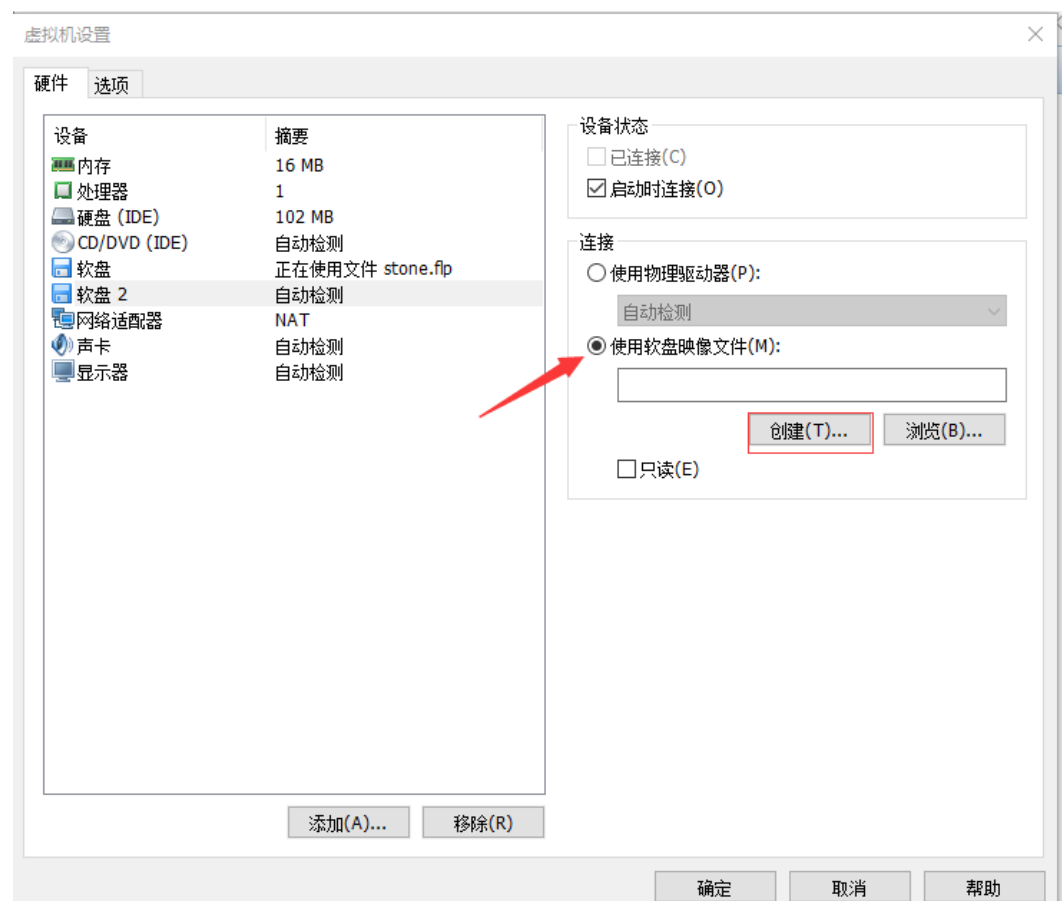 虚拟机设置
硬件 选项
设备 摘要
内存 16 MB
处理器 1
硬盘 (IDE) 102 MB
CD/DVD (IDE) 自动检测
软盘 正在使用文件 stone.flp
软盘 2 自动检测
网络适配器 NAT
声卡 自动检测
显示器 自动检测
添加(A)... 移除(R)
设备状态
已连接(C)
启动时连接(O)
连接
使用物理驱动器(P):
自动检测
使用软盘映像文件(M):
创建(T)... 浏览(B)...
只读(E)
确定 取消 帮助